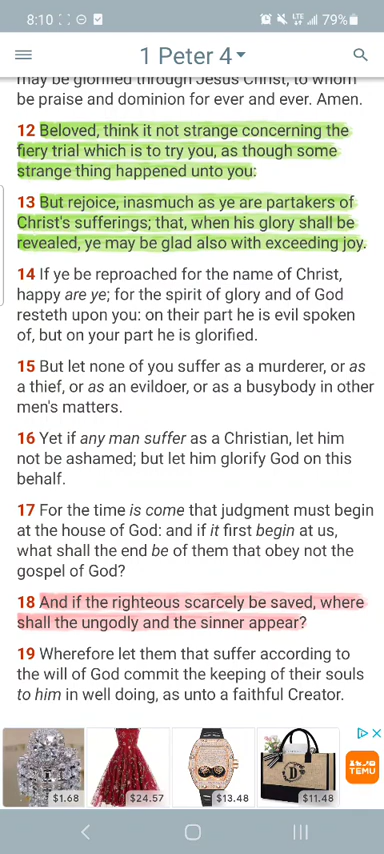 8:10
LTE
79%
1 Peter 4
may be glorified through Jesus Christ, to whom
be praise and dominion for ever and ever. Amen.
12 Beloved, think it not strange concerning the
fiery trial which is to try you, as though some
strange thing happened unto you:
13 But rejoice, inasmuch as ye are partakers of
Christ's sufferings; that, when his glory shall be
revealed, ye may be glad also with exceeding joy.
14 If ye be reproached for the name of Christ,
happy are ye; for the spirit of glory and of God
resteth upon you: on their part he is evil spoken
of, but on your part he is glorified.
15 But let none of you suffer as a murderer, or as
a thief, or as an evildoer, or as a busybody in other
men's matters.
16 Yet if any man suffer as a Christian, let him
not be ashamed; but let him glorify God on this
behalf.
17 For the time is come that judgment must begin
at the house of God: and if it first begin at us,
what shall the end be of them that obey not the
gospel of God?
18 And if the righteous scarcely be saved, where
shall the ungodly and the sinner appear?
19 Wherefore let them that suffer according to
the will of God commit the keeping of their souls
to him in well doing, as unto a faithful Creator.
D
TEMU
$1.68
$24.57
$13.48
$11.48